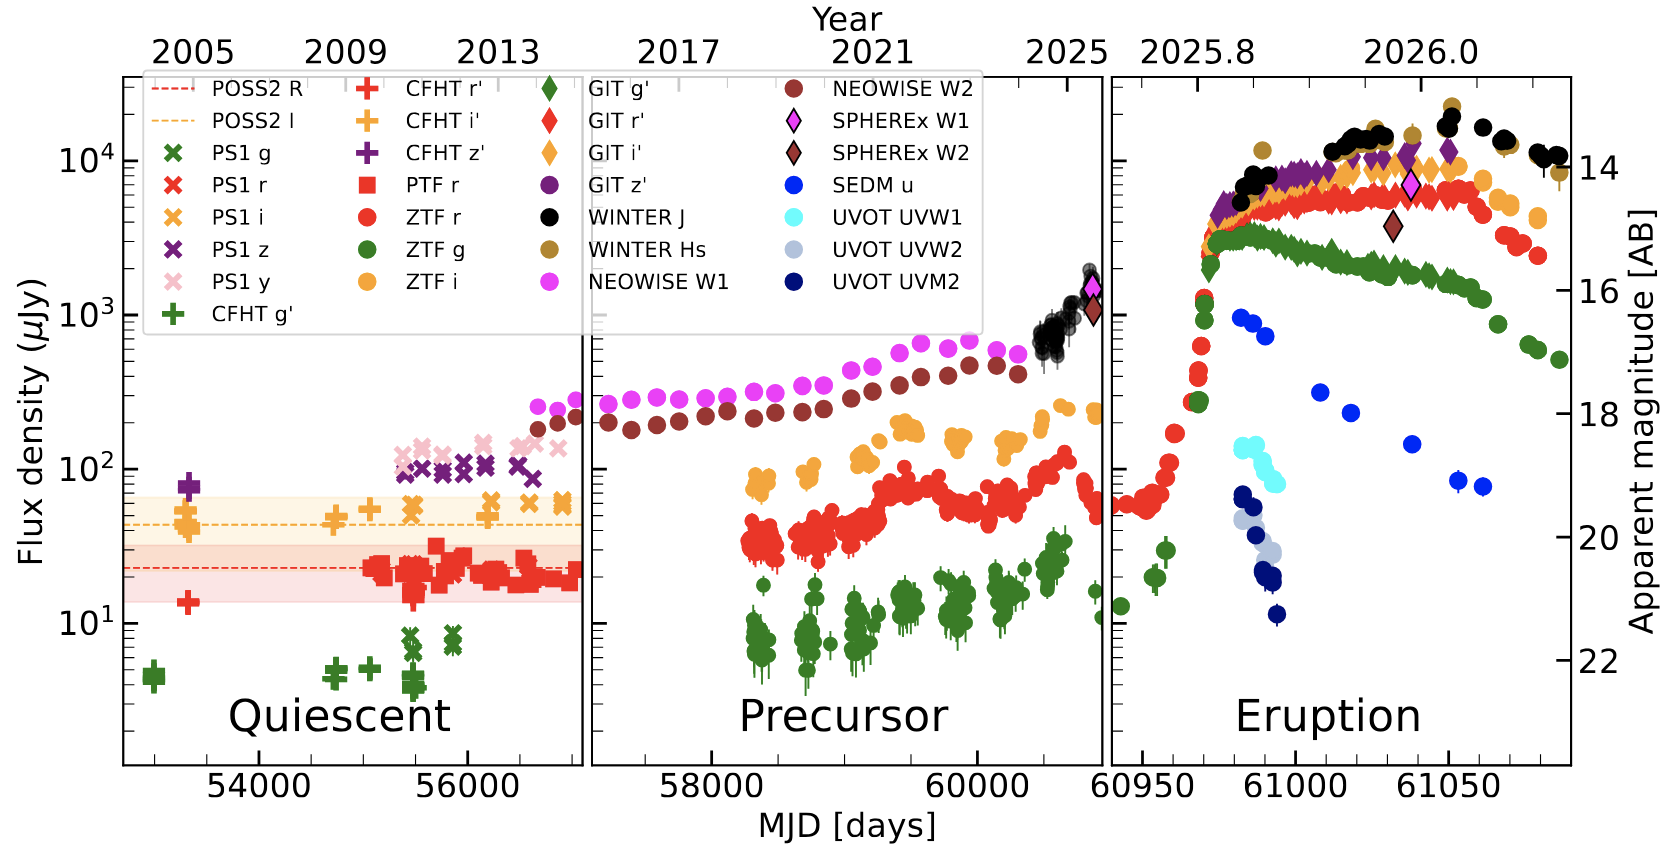 Year
2005 2009 2013 2017 2021 2025 2025.8 2026.0
POSS2 R CFHT r' GIT g' NEOWISE W2
POSS2 I CFHT i' GIT r' SPHEREx W1
PS1 g CFHT z' GIT i' SPHEREx W2
PS1 r PTF r GIT z' SEDM u
PS1 i ZTF r WINTER J UVOT UVW1
PS1 z ZTF g WINTER Hs UVOT UVW2
PS1 y ZTF i NEOWISE W1 UVOT UVM2
CFHT g'
10⁴
10³
10²
10¹
Flux density (μJy)
14
16
18
20
22
Apparent magnitude [AB]
Quiescent Precursor Eruption
54000 56000 58000 60000 60950 61000 61050
MJD [days]